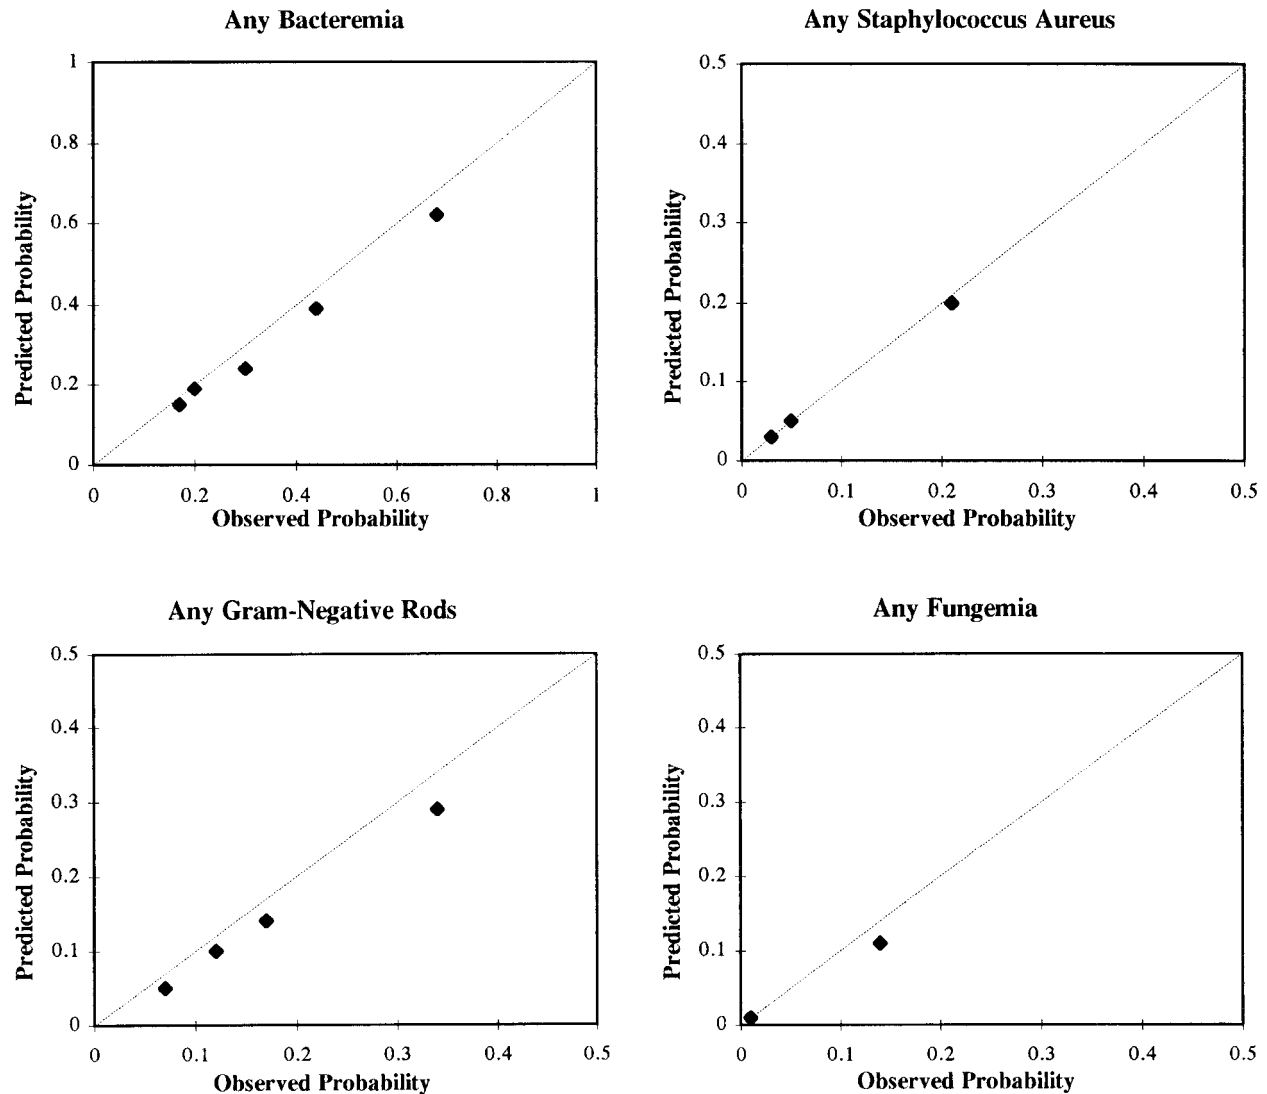 Any Bacteremia
1
0.8
0.6
0.4
0.2
0
Predicted Probability
0 0.2 0.4 0.6 0.8 1
Observed Probability
Any Staphylococcus Aureus
0.5
0.4
0.3
0.2
0.1
0
Predicted Probability
0 0.1 0.2 0.3 0.4 0.5
Observed Probability
Any Gram-Negative Rods
0.5
0.4
0.3
0.2
0.1
0
Predicted Probability
0 0.1 0.2 0.3 0.4 0.5
Observed Probability
Any Fungemia
0.5
0.4
0.3
0.2
0.1
0
Predicted Probability
0 0.1 0.2 0.3 0.4 0.5
Observed Probability